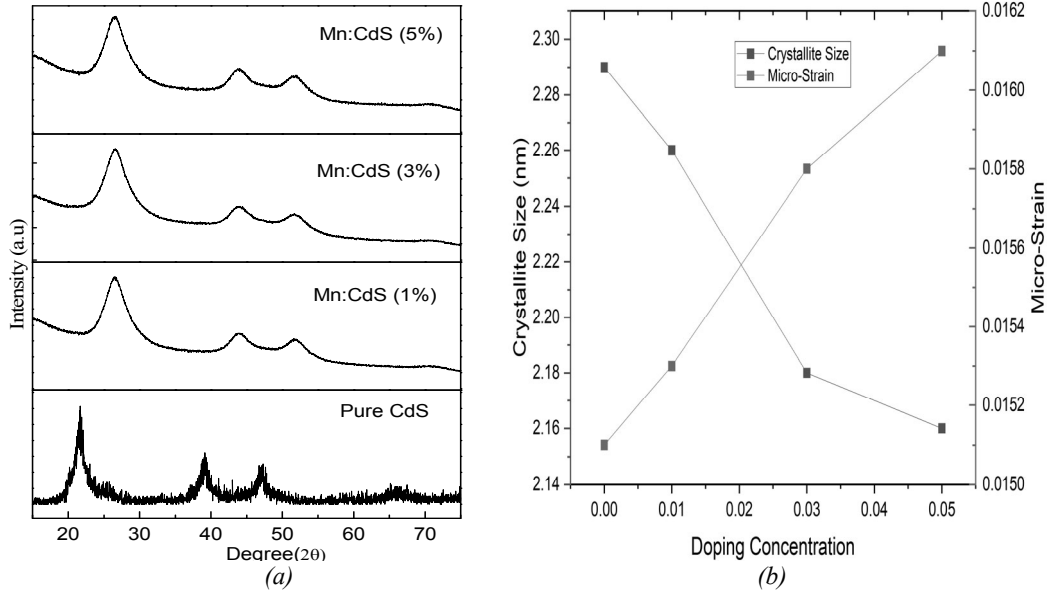 Mn:CdS (5%)
Mn:CdS (3%)
Mn:CdS (1%)
Pure CdS
Intensity (a.u)
20 30 40 50 60 70
Degree(2θ)
(a)
Crystallite Size
Micro-Strain
Crystallite Size (nm)
2.30
2.28
2.26
2.24
2.22
2.20
2.18
2.16
2.14
0.0162
0.0160
0.0158
0.0156
0.0154
0.0152
0.0150
Micro-Strain
0.00 0.01 0.02 0.03 0.04 0.05
Doping Concentration
(b)